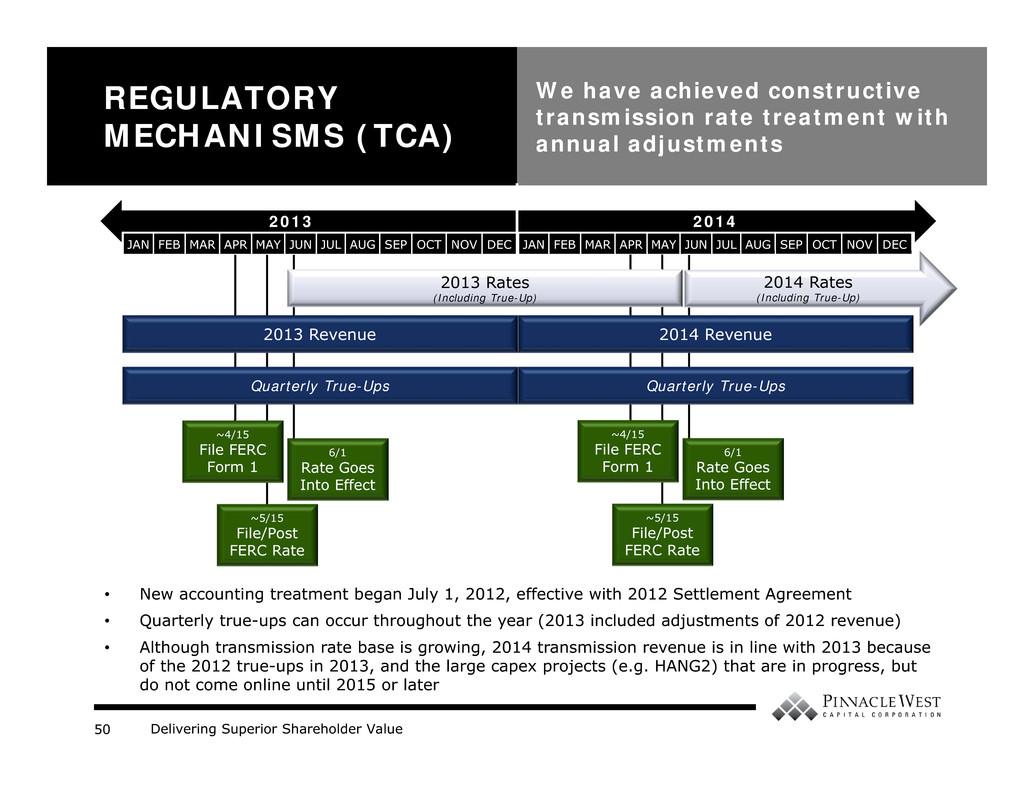 REGULATORY
MECHANISMS (TCA)
We have achieved constructive
transmission rate treatment with
annual adjustments
2013 2014
JAN FEB MAR APR MAY JUN JUL AUG SEP OCT NOV DEC JAN FEB MAR APR MAY JUN JUL AUG SEP OCT NOV DEC
2013 Rates
(Including True-Up)
2014 Rates
(Including True-Up)
2013 Revenue 2014 Revenue
Quarterly True-Ups Quarterly True-Ups
~4/15
File FERC
Form 1
6/1
Rate Goes
Into Effect
~5/15
File/Post
FERC Rate
~4/15
File FERC
Form 1
6/1
Rate Goes
Into Effect
~5/15
File/Post
FERC Rate
• New accounting treatment began July 1, 2012, effective with 2012 Settlement Agreement
• Quarterly true-ups can occur throughout the year (2013 included adjustments of 2012 revenue)
• Although transmission rate base is growing, 2014 transmission revenue is in line with 2013 because
of the 2012 true-ups in 2013, and the large capex projects (e.g. HANG2) that are in progress, but
do not come online until 2015 or later
PINNACLE WEST
CAPITAL CORPORATION
50 Delivering Superior Shareholder Value